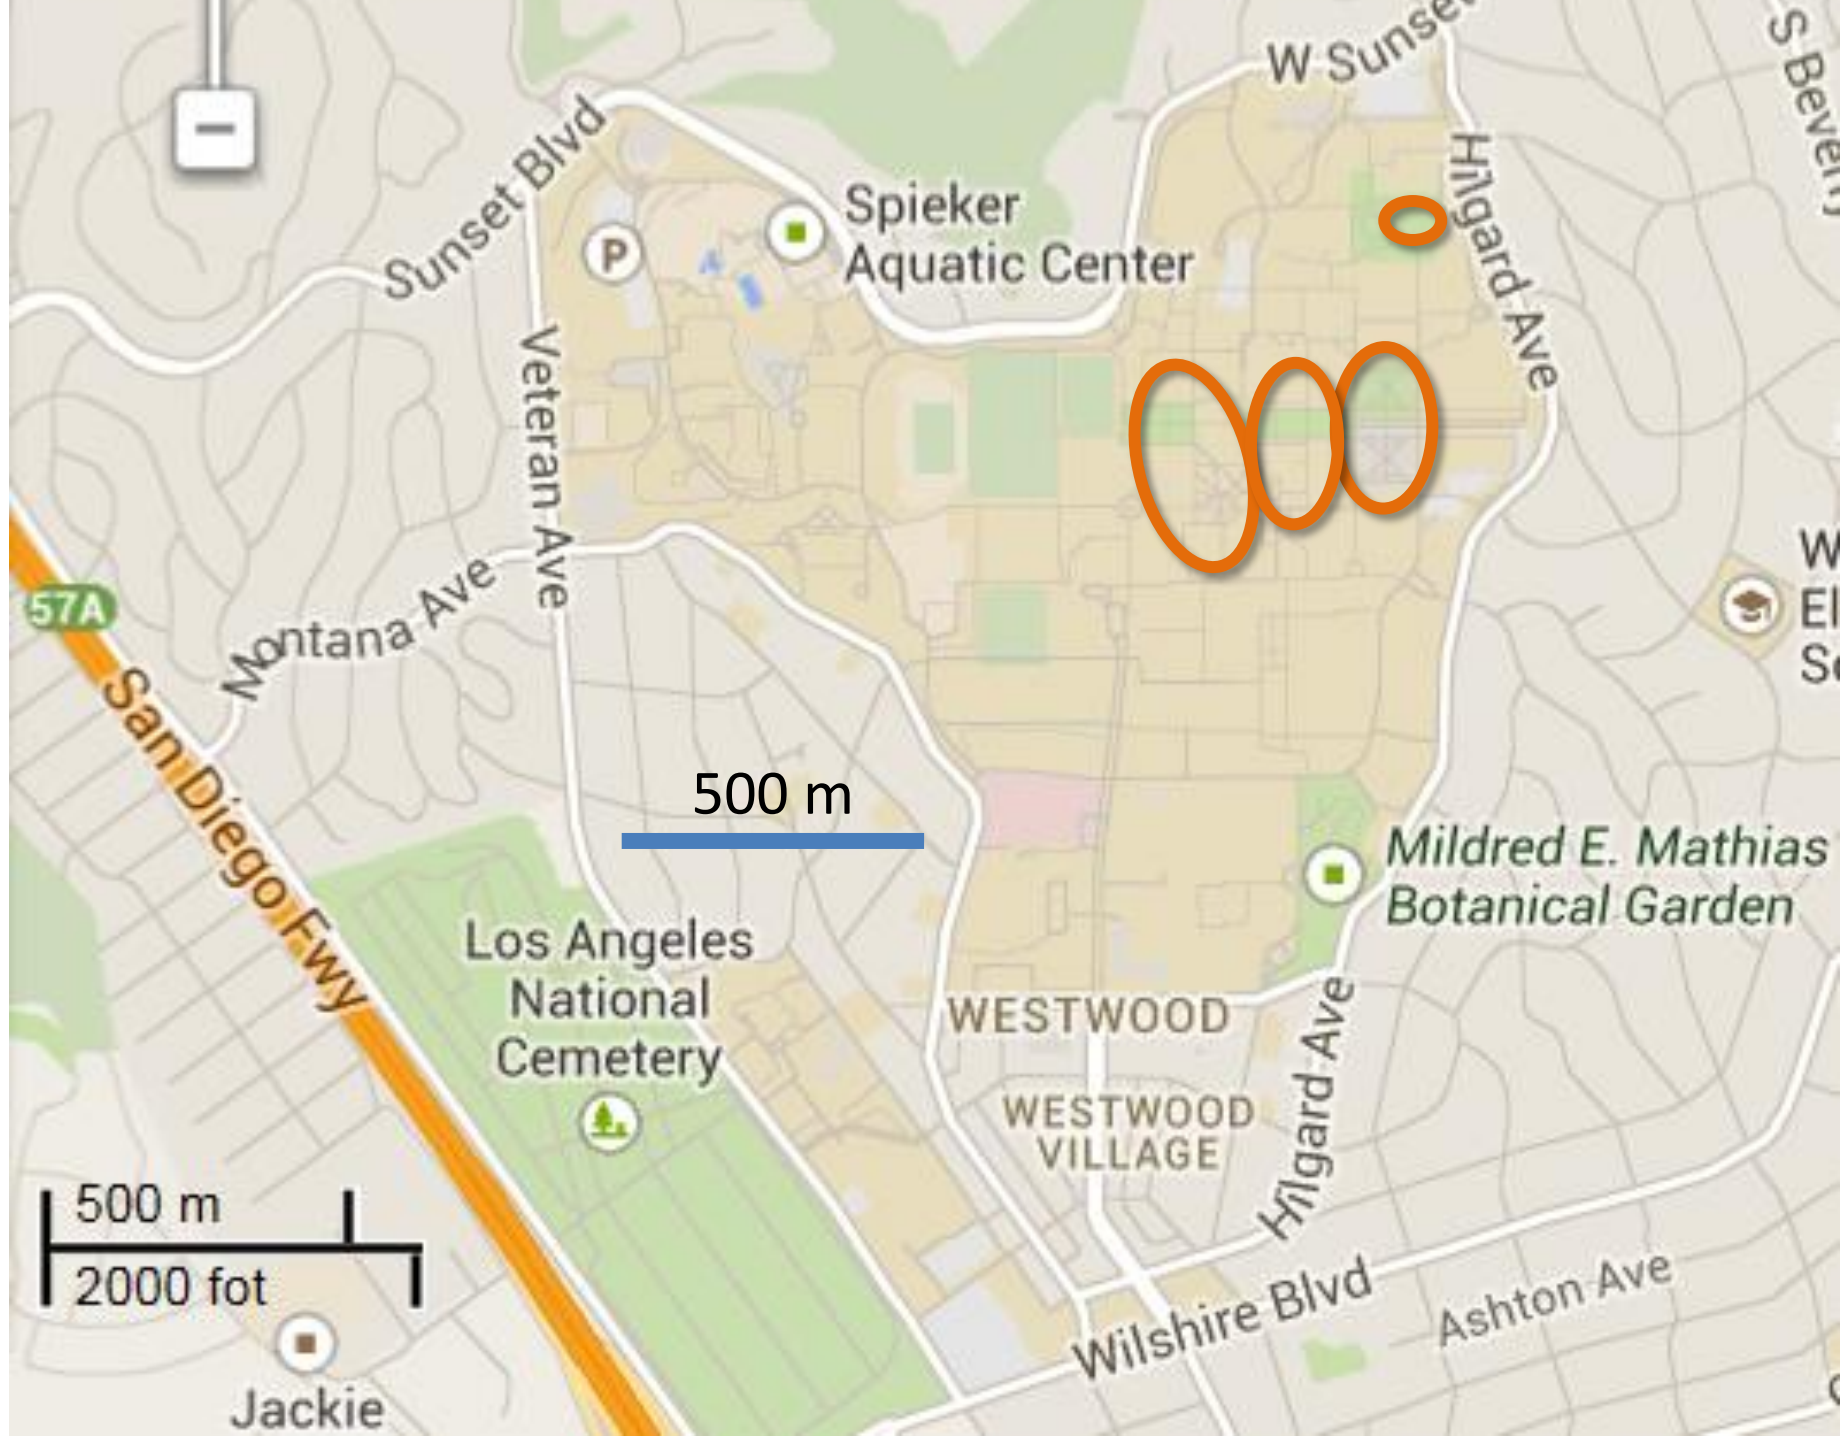 W Sunset
S Beverly
Sunset Blvd
Hilgard Ave
P
Spieker
Aquatic Center
Veteran Ave
57A
Montana Ave
W
El
Sc
San Diego Fwy
500 m
Mildred E. Mathias
Botanical Garden
Los Angeles
National
Cemetery
WESTWOOD
Hilgard Ave
WESTWOOD
VILLAGE
500 m
2000 fot
Wilshire Blvd
Ashton Ave
Jackie